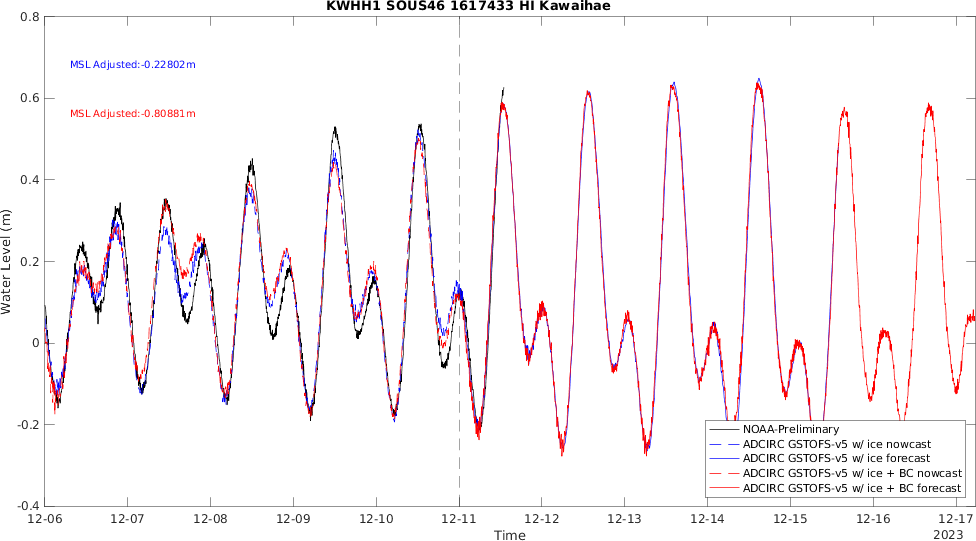 KWHH1 SOUS46 1617433 HI Kawaihae
0.8
0.6
0.4
0.2
0
-0.2
-0.4
Water Level (m)
MSL Adjusted:-0.22802m
MSL Adjusted:-0.80881m
NOAA-Preliminary
ADCIRC GSTOFS-v5 w/ ice nowcast
ADCIRC GSTOFS-v5 w/ ice forecast
ADCIRC GSTOFS-v5 w/ ice + BC nowcast
ADCIRC GSTOFS-v5 w/ ice + BC forecast
12-06 12-07 12-08 12-09 12-10 12-11 12-12 12-13 12-14 12-15 12-16 12-17
Time
2023